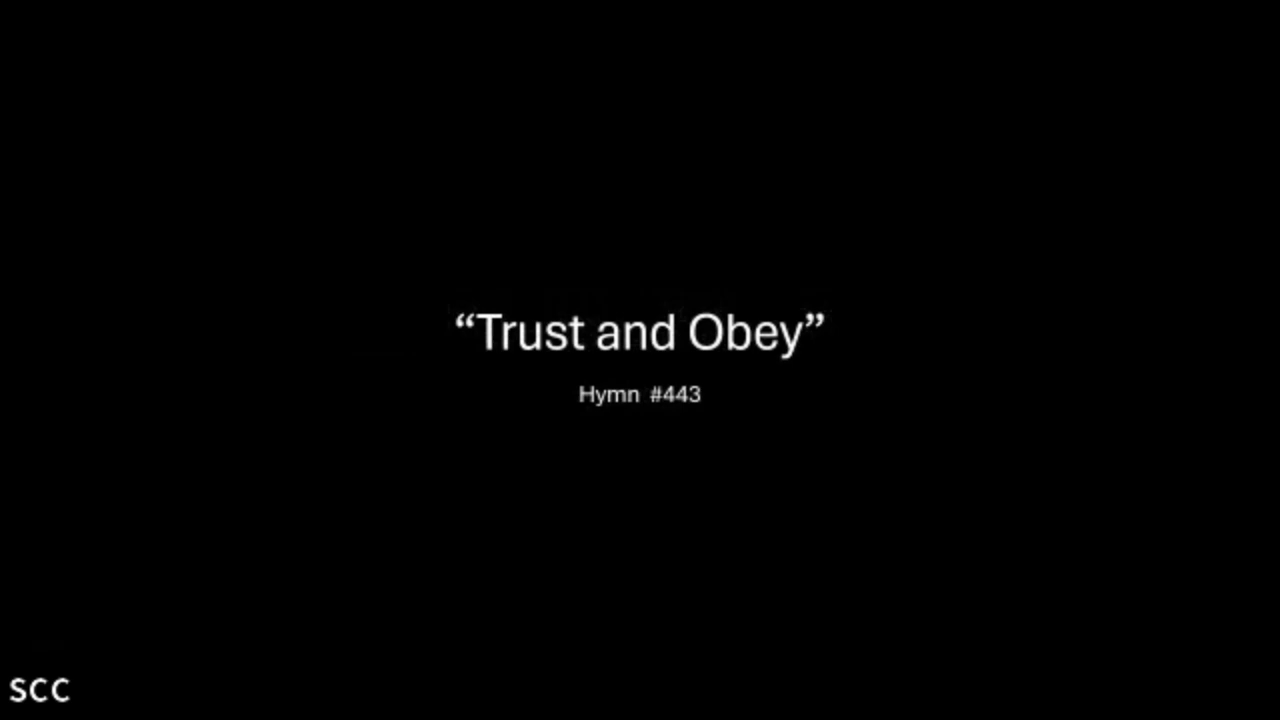 “Trust and Obey”
Hymn #443
SCC